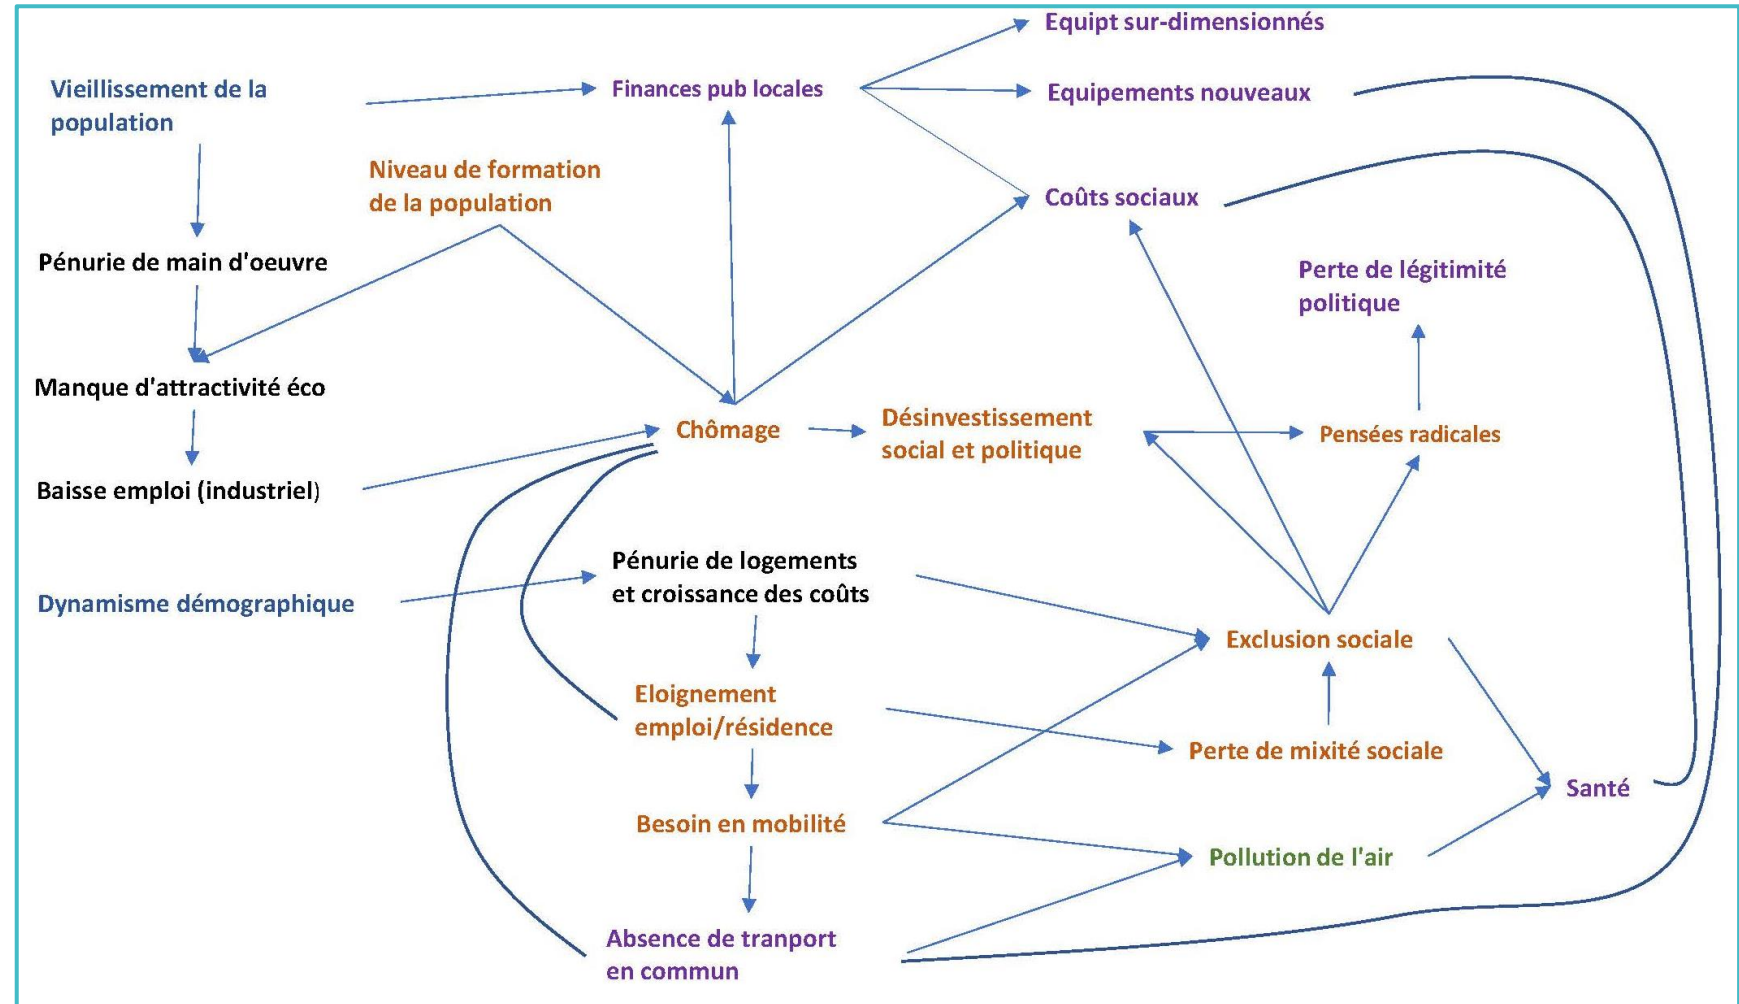 Equipt sur-dimensionnés
Vieillissement de la
population
Finances pub locales
Equipements nouveaux
Niveau de formation
de la population
Coûts sociaux
Pénurie de main d'oeuvre
Perte de légitimité
politique
Manque d'attractivité éco
Chômage
Désinvestissement
social et politique
Pensées radicales
Baisse emploi (industriel)
Pénurie de logements
et croissance des coûts
Dynamisme démographique
Exclusion sociale
Eloignement
emploi/résidence
Perte de mixité sociale
Santé
Besoin en mobilité
Pollution de l'air
Absence de tranport
en commun